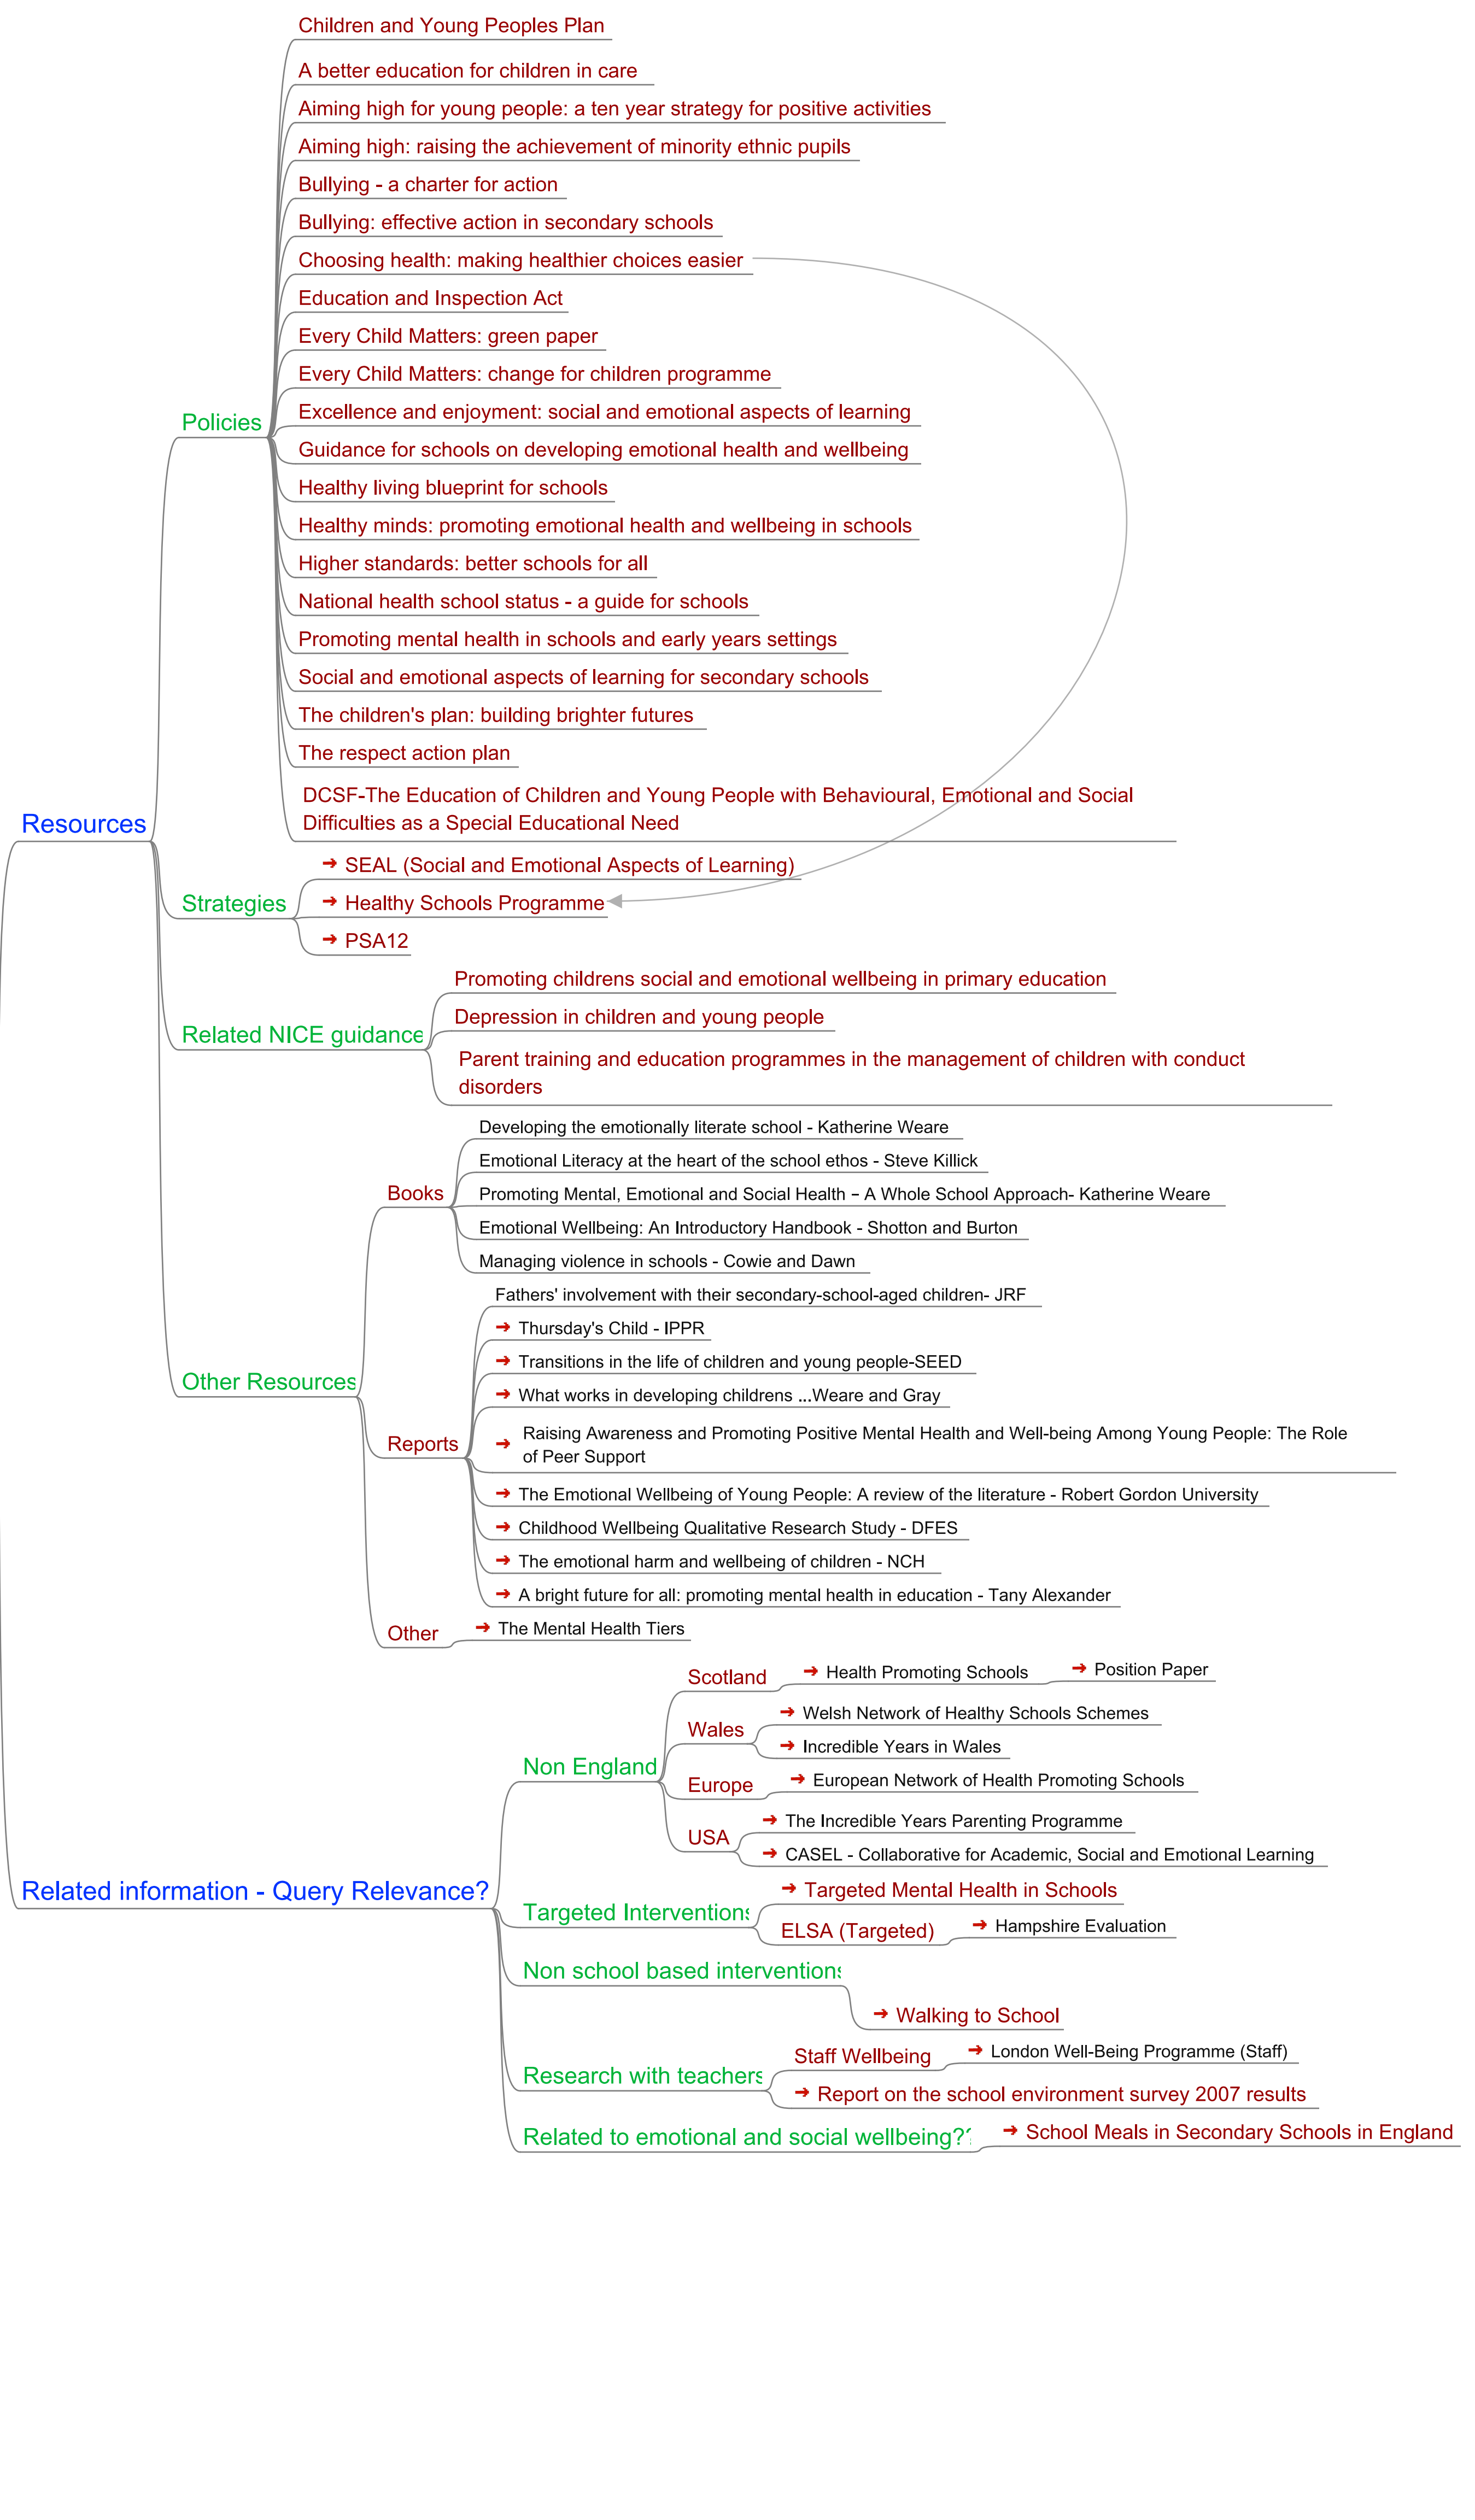 Children and Young Peoples Plan
A better education for children in care
Aiming high for young people: a ten year strategy for positive activities
Aiming high: raising the achievement of minority ethnic pupils
Bullying - a charter for action
Bullying: effective action in secondary schools
Choosing health: making healthier choices easier
Education and Inspection Act
Every Child Matters: green paper
Every Child Matters: change for children programme
Excellence and enjoyment: social and emotional aspects of learning
Policies
Guidance for schools on developing emotional health and wellbeing
Healthy living blueprint for schools
Healthy minds: promoting emotional health and wellbeing in schools
Higher standards: better schools for all
National health school status - a guide for schools
Promoting mental health in schools and early years settings
Social and emotional aspects of learning for secondary schools
The children's plan: building brighter futures
The respect action plan
DCSF-The Education of Children and Young People with Behavioural, Emotional and Social
Difficulties as a Special Educational Need
Resources
SEAL (Social and Emotional Aspects of Learning)
Strategies
Healthy Schools Programme
PSA12
Promoting childrens social and emotional wellbeing in primary education
Depression in children and young people
Related NICE guidance
Parent training and education programmes in the management of children with conduct
disorders
Developing the emotionally literate school - Katherine Weare
Emotional Literacy at the heart of the school ethos - Steve Killick
Books
Promoting Mental, Emotional and Social Health – A Whole School Approach- Katherine Weare
Emotional Wellbeing: An Introductory Handbook - Shotton and Burton
Managing violence in schools - Cowie and Dawn
Fathers' involvement with their secondary-school-aged children- JRF
Thursday's Child - IPPR
Transitions in the life of children and young people-SEED
Other Resources
What works in developing childrens ...Weare and Gray
Reports
Raising Awareness and Promoting Positive Mental Health and Well-being Among Young People: The Role
of Peer Support
The Emotional Wellbeing of Young People: A review of the literature - Robert Gordon University
Childhood Wellbeing Qualitative Research Study - DFES
The emotional harm and wellbeing of children - NCH
A bright future for all: promoting mental health in education - Tany Alexander
Other
The Mental Health Tiers
Scotland
Health Promoting Schools
Position Paper
Wales
Welsh Network of Healthy Schools Schemes
Incredible Years in Wales
Non England
Europe
European Network of Health Promoting Schools
USA
The Incredible Years Parenting Programme
CASEL - Collaborative for Academic, Social and Emotional Learning
Related information - Query Relevance?
Targeted Mental Health in Schools
Targeted Interventions
ELSA (Targeted)
Hampshire Evaluation
Non school based interventions
Walking to School
Staff Wellbeing
London Well-Being Programme (Staff)
Research with teachers
Report on the school environment survey 2007 results
Related to emotional and social wellbeing??
School Meals in Secondary Schools in England